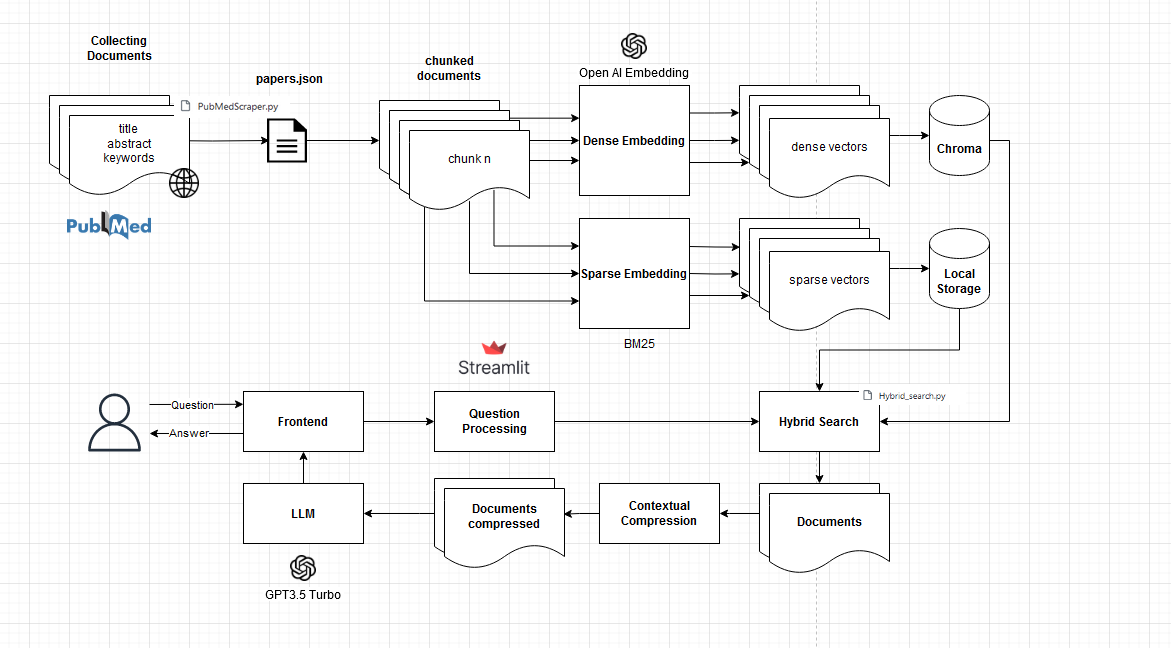 Collecting
Documents
papers.json
PubMedScraper.py
title
abstract
keywords
PubMed
chunked
documents
chunk n
Open AI Embedding
Dense Embedding
dense vectors
Chroma
Sparse Embedding
BM25
sparse vectors
Local
Storage
Streamlit
Question
Answer
Frontend
Question
Processing
Hybrid Search
Hybrid_search.py
LLM
GPT3.5 Turbo
Documents
compressed
Contextual
Compression
Documents